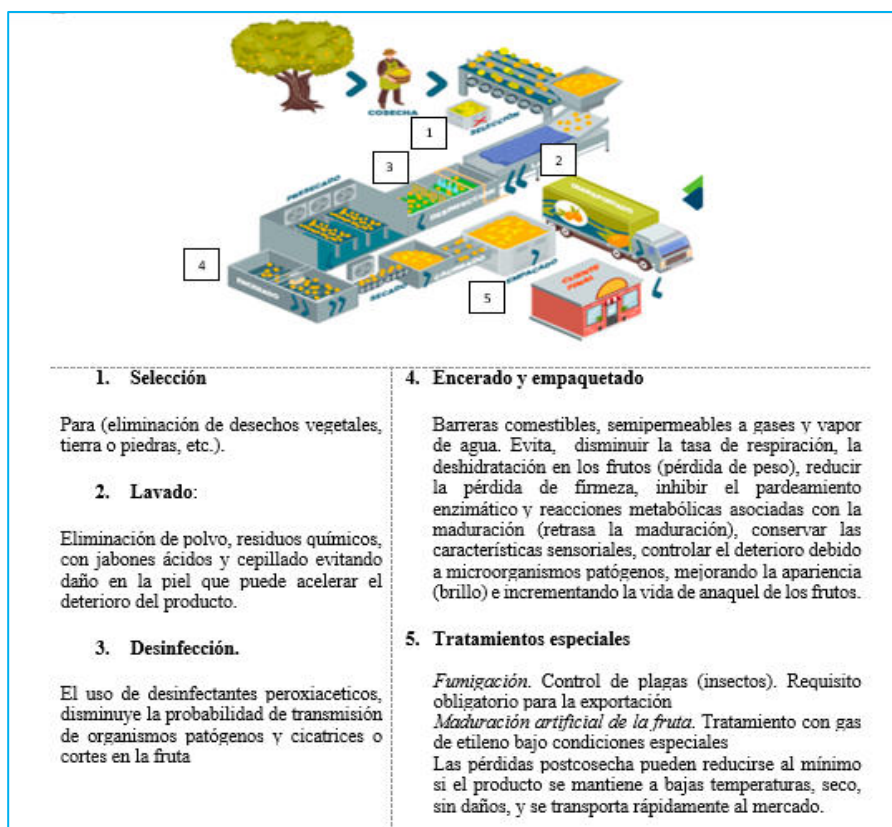 COSECHA
1
SELECCIÓN
2
3
PRESECADO
TRANSPORTE
4
ENCERADO
SECADO
EMPACADO
5
CLIENTE
FINAL
1. Selección
Para (eliminación de desechos vegetales,
tierra o piedras, etc.).
2. Lavado:
Eliminación de polvo, residuos químicos,
con jabones ácidos y cepillado evitando
daño en la piel que puede acelerar el
deterioro del producto.
3. Desinfección.
El uso de desinfectantes peroxiaceticos,
disminuye la probabilidad de transmisión
de organismos patógenos y cicatrices o
cortes en la fruta
4. Encerado y empaquetado
Barreras comestibles, semipermeables a gases y vapor
de agua. Evita, disminuir la tasa de respiración, la
deshidratación en los frutos (pérdida de peso), reducir
la pérdida de firmeza, inhibir el pardeamiento
enzimático y reacciones metabólicas asociadas con la
maduración (retrasa la maduración), conservar las
características sensoriales, controlar el deterioro debido
a microorganismos patógenos, mejorando la apariencia
(brillo) e incrementando la vida de anaquel de los frutos.
5. Tratamientos especiales
Fumigación. Control de plagas (insectos). Requisito
obligatorio para la exportación
Maduración artificial de la fruta. Tratamiento con gas
de etileno bajo condiciones especiales
Las pérdidas postcosecha pueden reducirse al mínimo
si el producto se mantiene a bajas temperaturas, seco,
sin daños, y se transporta rápidamente al mercado.